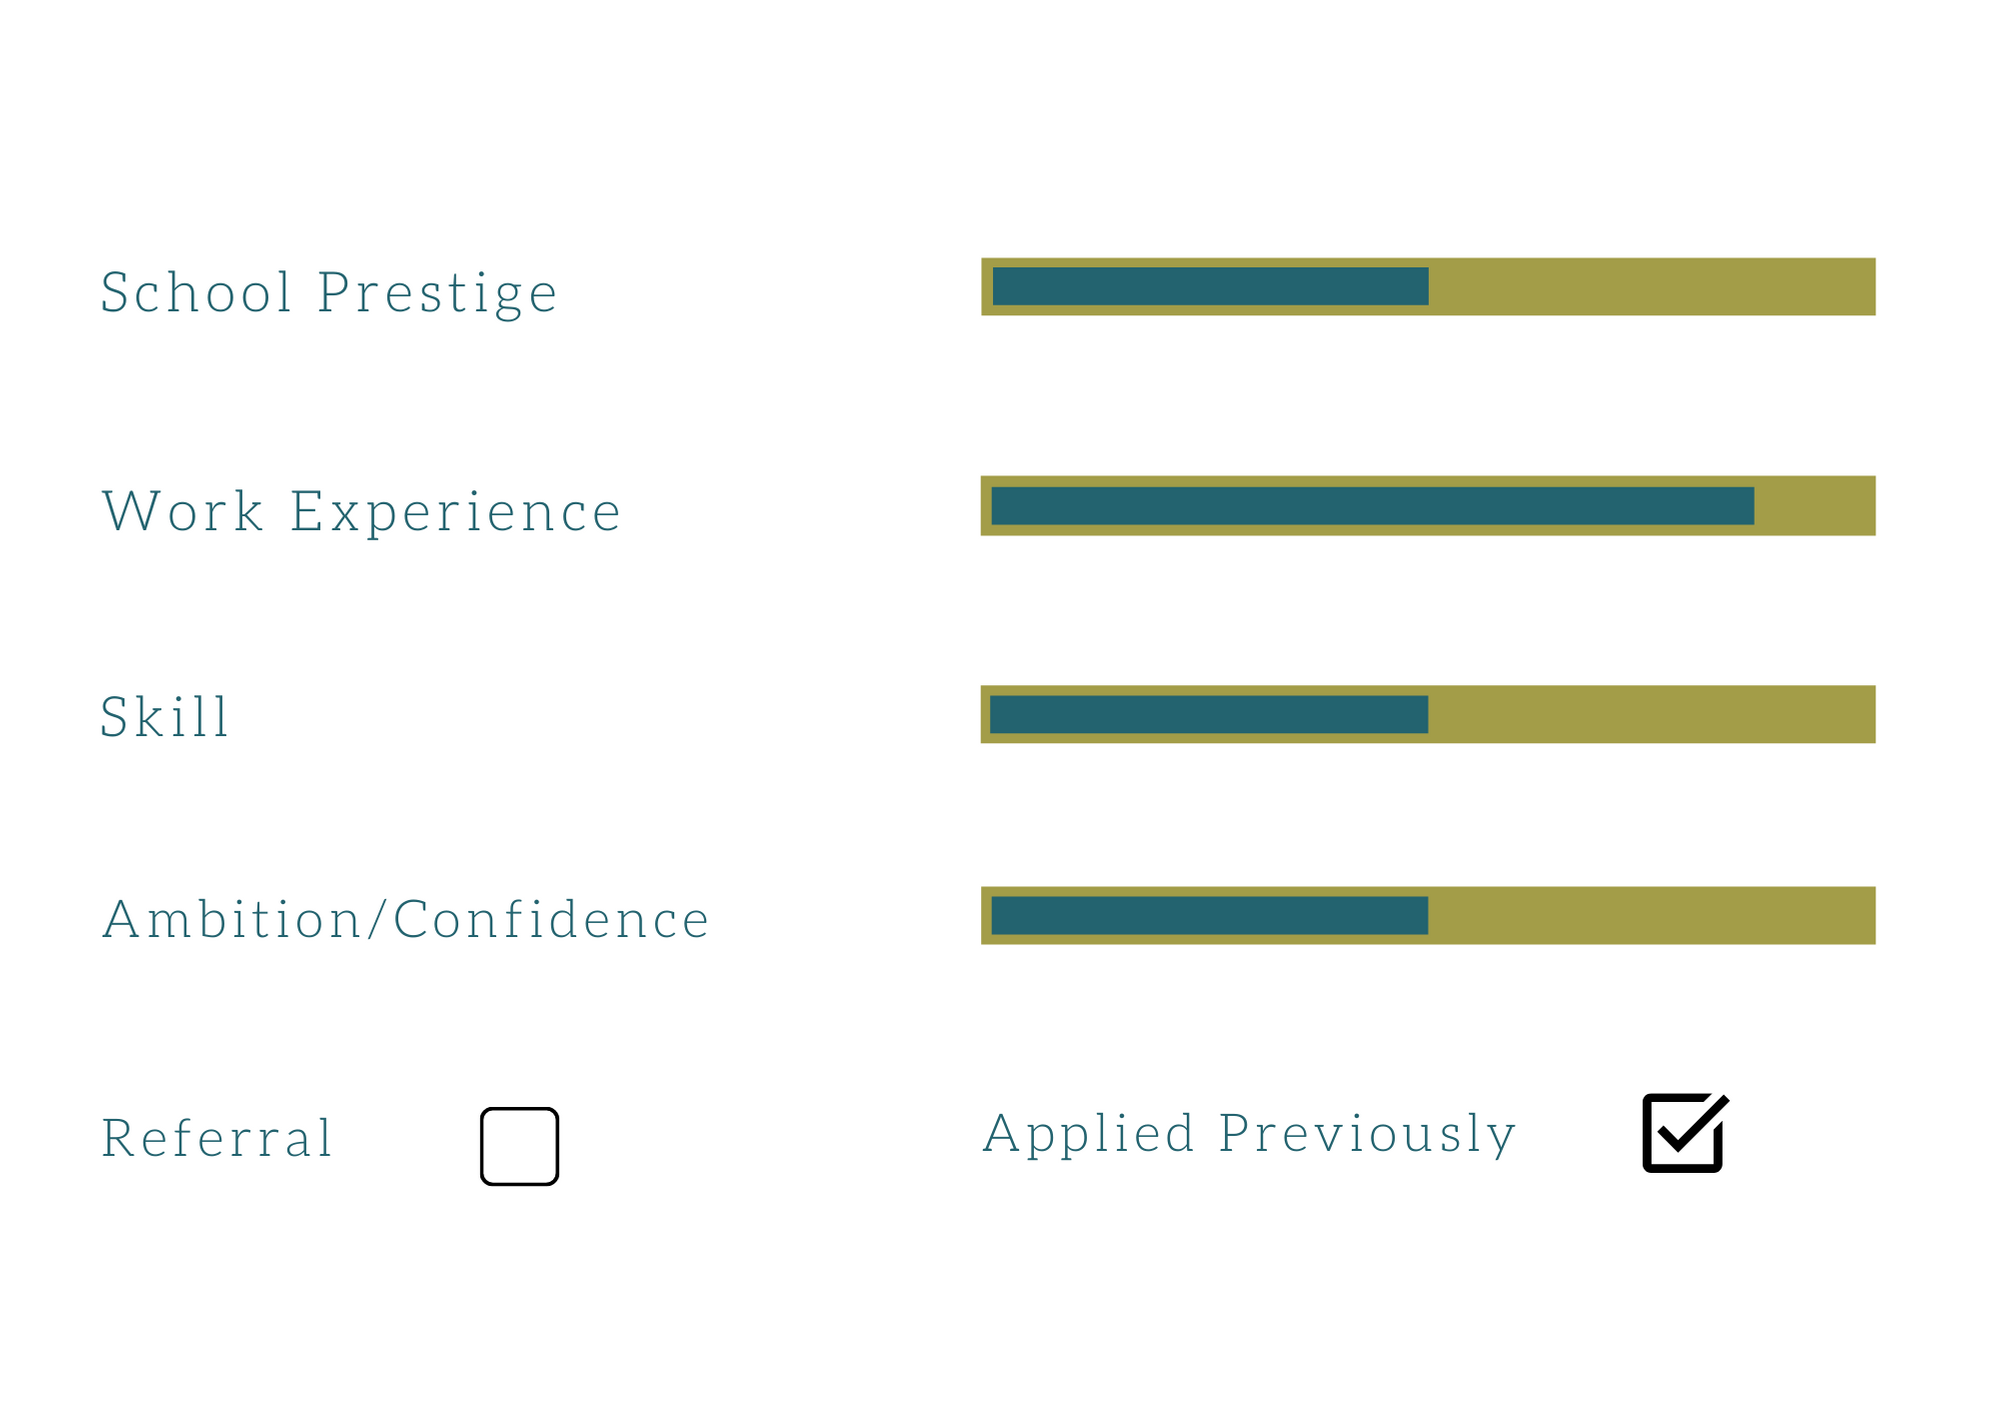 School Prestige
Work Experience
Skill
Ambition/Confidence
Referral
Applied Previously